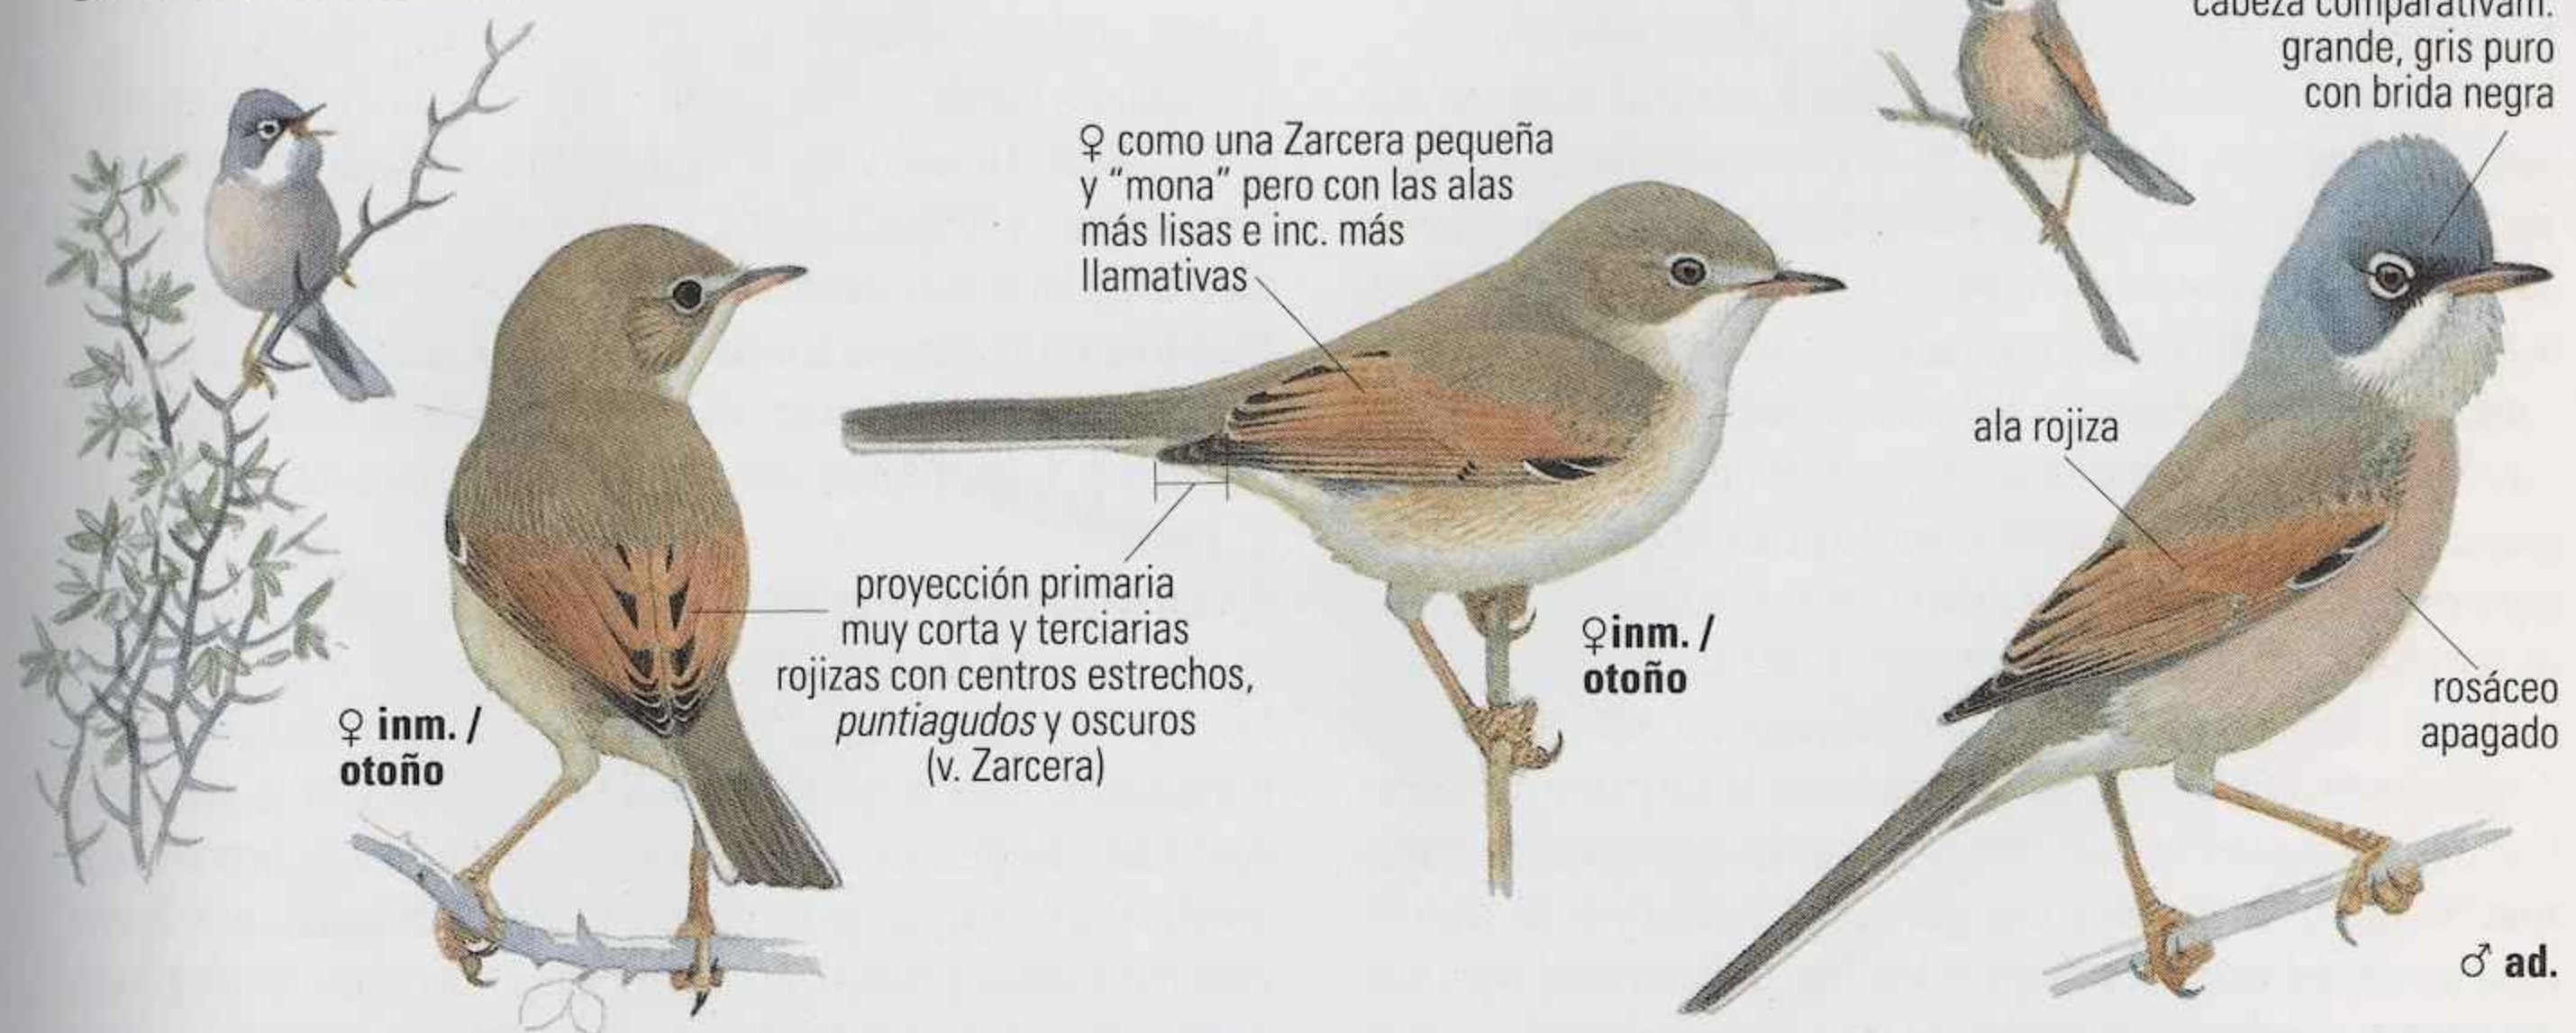 cabeza comparativam.
grande, gris puro
con brida negra
♀ como una Zarcera pequeña
y “mona” pero con las alas
más lisas e inc. más
llamativas
ala rojiza
proyección primaria
muy corta y terciarias
rojizas con centros estrechos,
puntiagudos y oscuros
(v. Zarcera)
♀ inm. /
otoño
♀ inm. /
otoño
rosáceo
apagado
♂ ad.